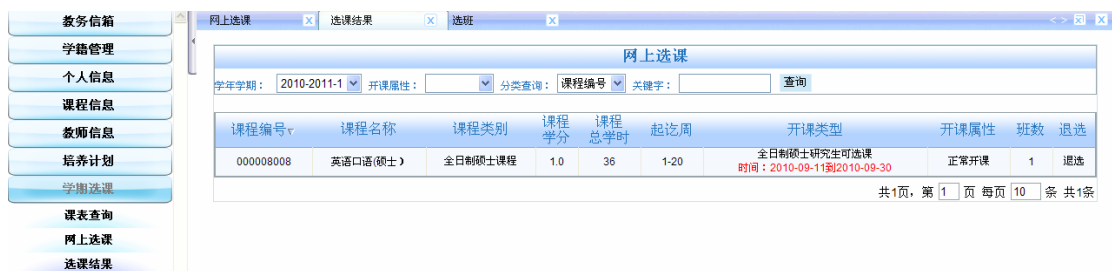 教务信箱
学籍管理
个人信息
课程信息
教师信息
培养计划
学期选课
课表查询
网上选课
选课结果
网上选课 选课结果 选班
网上选课
学年学期： 2010-2011-1 开课属性： 分类查询： 课程编号 关键字： 查询
课程编号 课程名称 课程类别 课程学分 课程总学时 起讫周 开课类型 开课属性 班数 退选
000008008 英语口语(硕士) 全日制硕士课程 1.0 36 1-20 全日制硕士研究生可选课 正常开课 1 退选
时间：2010-09-11到2010-09-30
共1页，第 1 页 每页 10 条 共1条